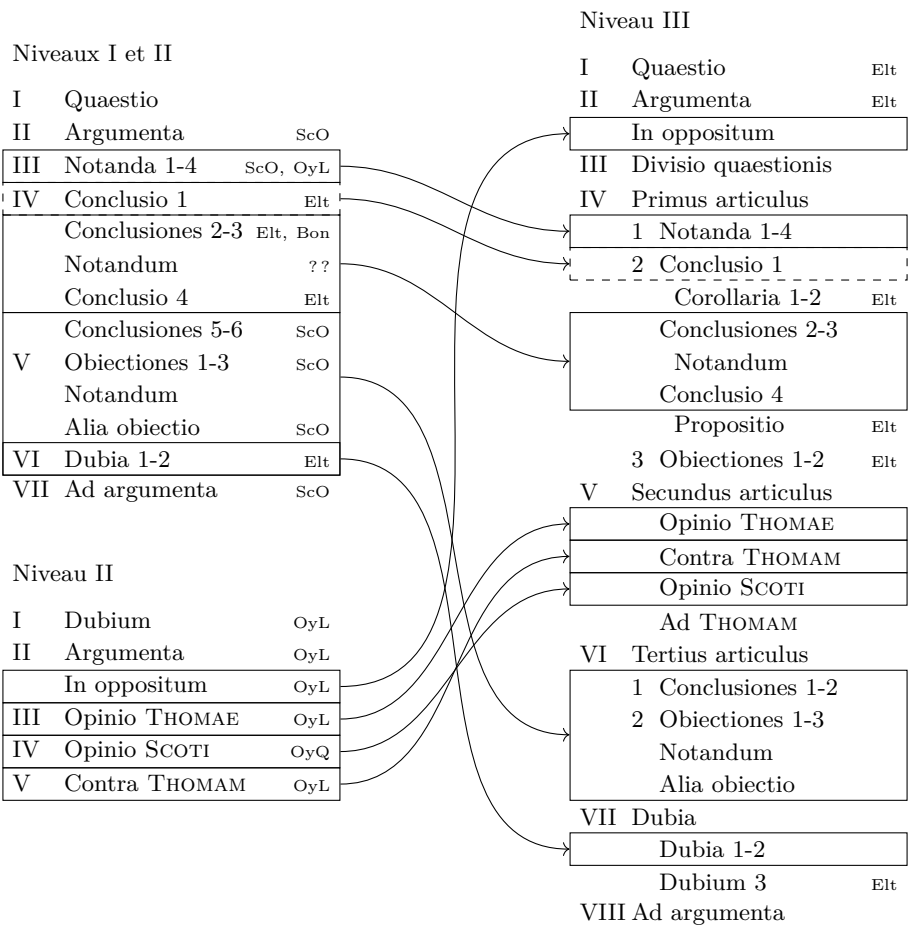 Niveaux I et II
I Quaestio
II Argumenta ScO
III Notanda 1-4 ScO, OyL
IV Conclusio 1 Elt
Conclusiones 2-3 Elt, Bon
Notandum ??
Conclusio 4 Elt
Conclusiones 5-6 ScO
V Obiectiones 1-3 ScO
Notandum
Alia obiectio ScO
VI Dubia 1-2 Elt
VII Ad argumenta ScO
Niveau II
I Dubium OyL
II Argumenta OyL
In oppositum OyL
III Opinio THOMAE OyL
IV Opinio SCOTI OyQ
V Contra THOMAM OyL
Niveau III
I Quaestio Elt
II Argumenta Elt
In oppositum
III Divisio quaestionis
IV Primus articulus
1 Notanda 1-4
2 Conclusio 1
Corollaria 1-2 Elt
Conclusiones 2-3
Notandum
Conclusio 4
Propositio Elt
3 Obiectiones 1-2 Elt
V Secundus articulus
Opinio THOMAE
Contra THOMAM
Opinio SCOTI
Ad THOMAM
VI Tertius articulus
1 Conclusiones 1-2
2 Obiectiones 1-3
Notandum
Alia obiectio
VII Dubia
Dubia 1-2
Dubium 3 Elt
VIII Ad argumenta